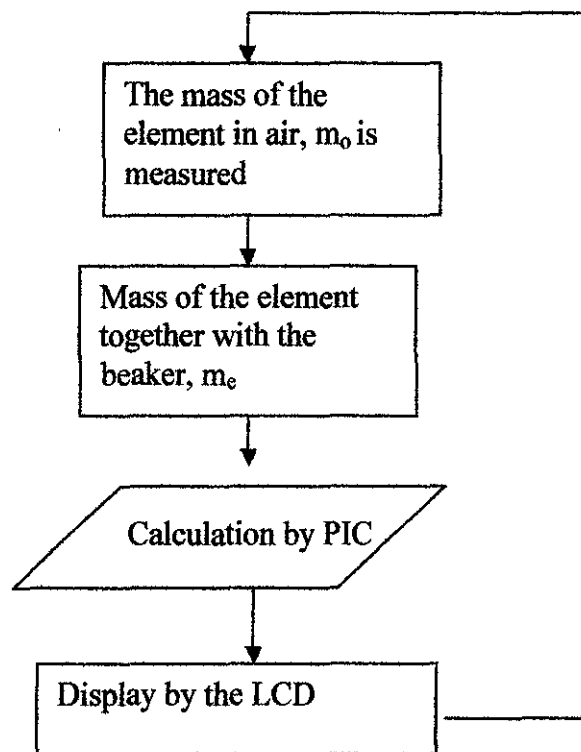 The mass of the
element in air, mₒ is
measured
Mass of the element
together with the
beaker, mₑ
Calculation by PIC
Display by the LCD